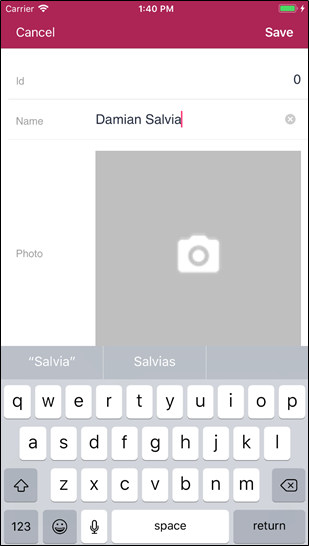 Carrier 1:40 PM
Cancel Save
Id 0
Name Damian Salvia
Photo
“Salvia” Salvias
q w e r t y u i o p
a s d f g h j k l
z x c v b n m
123 space return